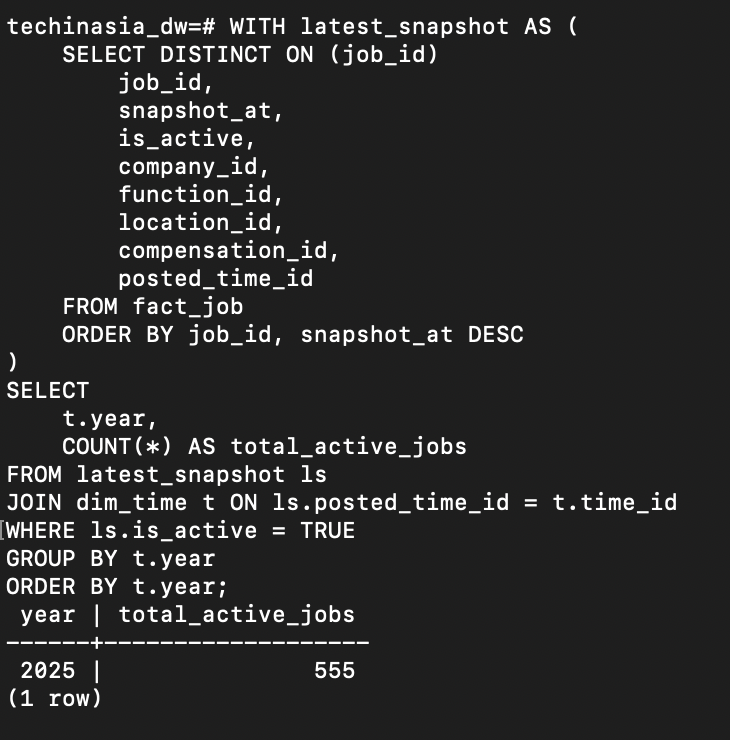 techinasia_dw=# WITH latest_snapshot AS (
    SELECT DISTINCT ON (job_id)
        job_id,
        snapshot_at,
        is_active,
        company_id,
        function_id,
        location_id,
        compensation_id,
        posted_time_id
    FROM fact_job
    ORDER BY job_id, snapshot_at DESC
)
SELECT
    t.year,
    COUNT(*) AS total_active_jobs
FROM latest_snapshot ls
JOIN dim_time t ON ls.posted_time_id = t.time_id
[WHERE ls.is_active = TRUE
GROUP BY t.year
ORDER BY t.year;
 year | total_active_jobs
------+-------------------
 2025 |               555
(1 row)